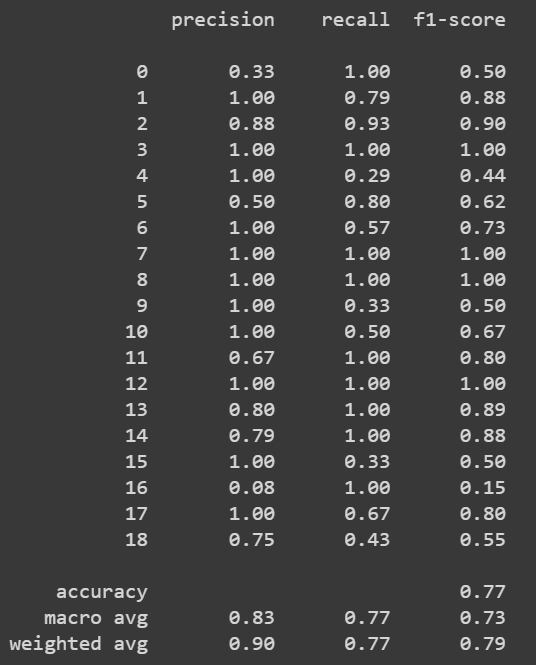 precision recall f1-score
0 0.33 1.00 0.50
1 1.00 0.79 0.88
2 0.88 0.93 0.90
3 1.00 1.00 1.00
4 1.00 0.29 0.44
5 0.50 0.80 0.62
6 1.00 0.57 0.73
7 1.00 1.00 1.00
8 1.00 1.00 1.00
9 1.00 0.33 0.50
10 1.00 0.50 0.67
11 0.67 1.00 0.80
12 1.00 1.00 1.00
13 0.80 1.00 0.89
14 0.79 1.00 0.88
15 1.00 0.33 0.50
16 0.08 1.00 0.15
17 1.00 0.67 0.80
18 0.75 0.43 0.55
accuracy 0.77
macro avg 0.83 0.77 0.73
weighted avg 0.90 0.77 0.79